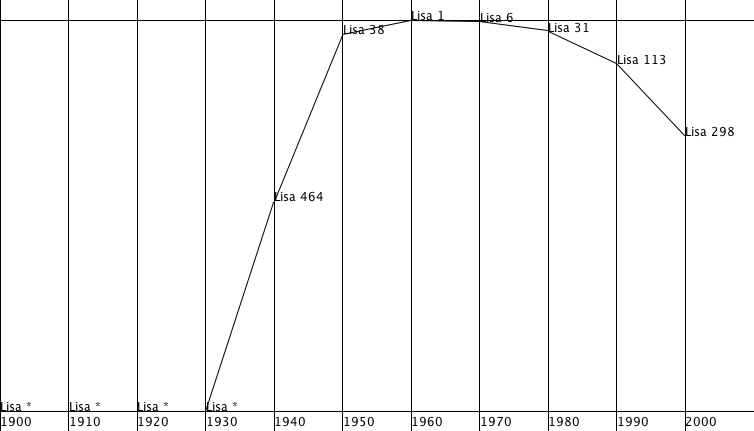 Lisa 1
Lisa 6
Lisa 38
Lisa 31
Lisa 113
Lisa 298
Lisa 464
Lisa * Lisa * Lisa * Lisa *
1900 1910 1920 1930 1940 1950 1960 1970 1980 1990 2000